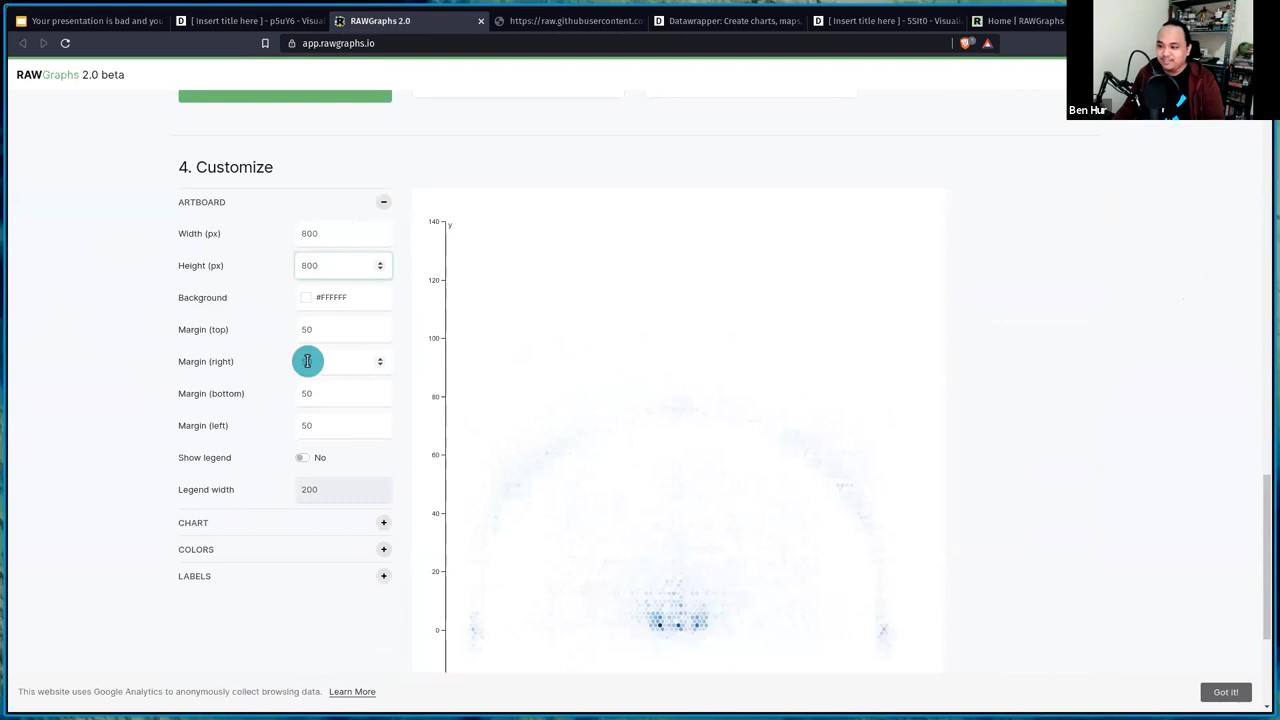 Your presentation is bad and you
[ Insert title here ] - p5uY6 - Visuali
RAWGraphs 2.0
https://raw.githubusercontent.co
Datawrapper: Create charts, maps,
[ Insert title here ] - 5SIt0 - Visuali
Home | RAWGraphs
app.rawgraphs.io
1
RAWGraphs 2.0 beta
Ben Hur
4. Customize
ARTBOARD
Width (px) 800
Height (px) 800
Background #FFFFFF
Margin (top) 50
Margin (right)
Margin (bottom) 50
Margin (left) 50
Show legend No
Legend width 200
CHART
COLORS
LABELS
y
140
120
100
80
60
40
20
0
This website uses Google Analytics to anonymously collect browsing data. Learn More
Got it!